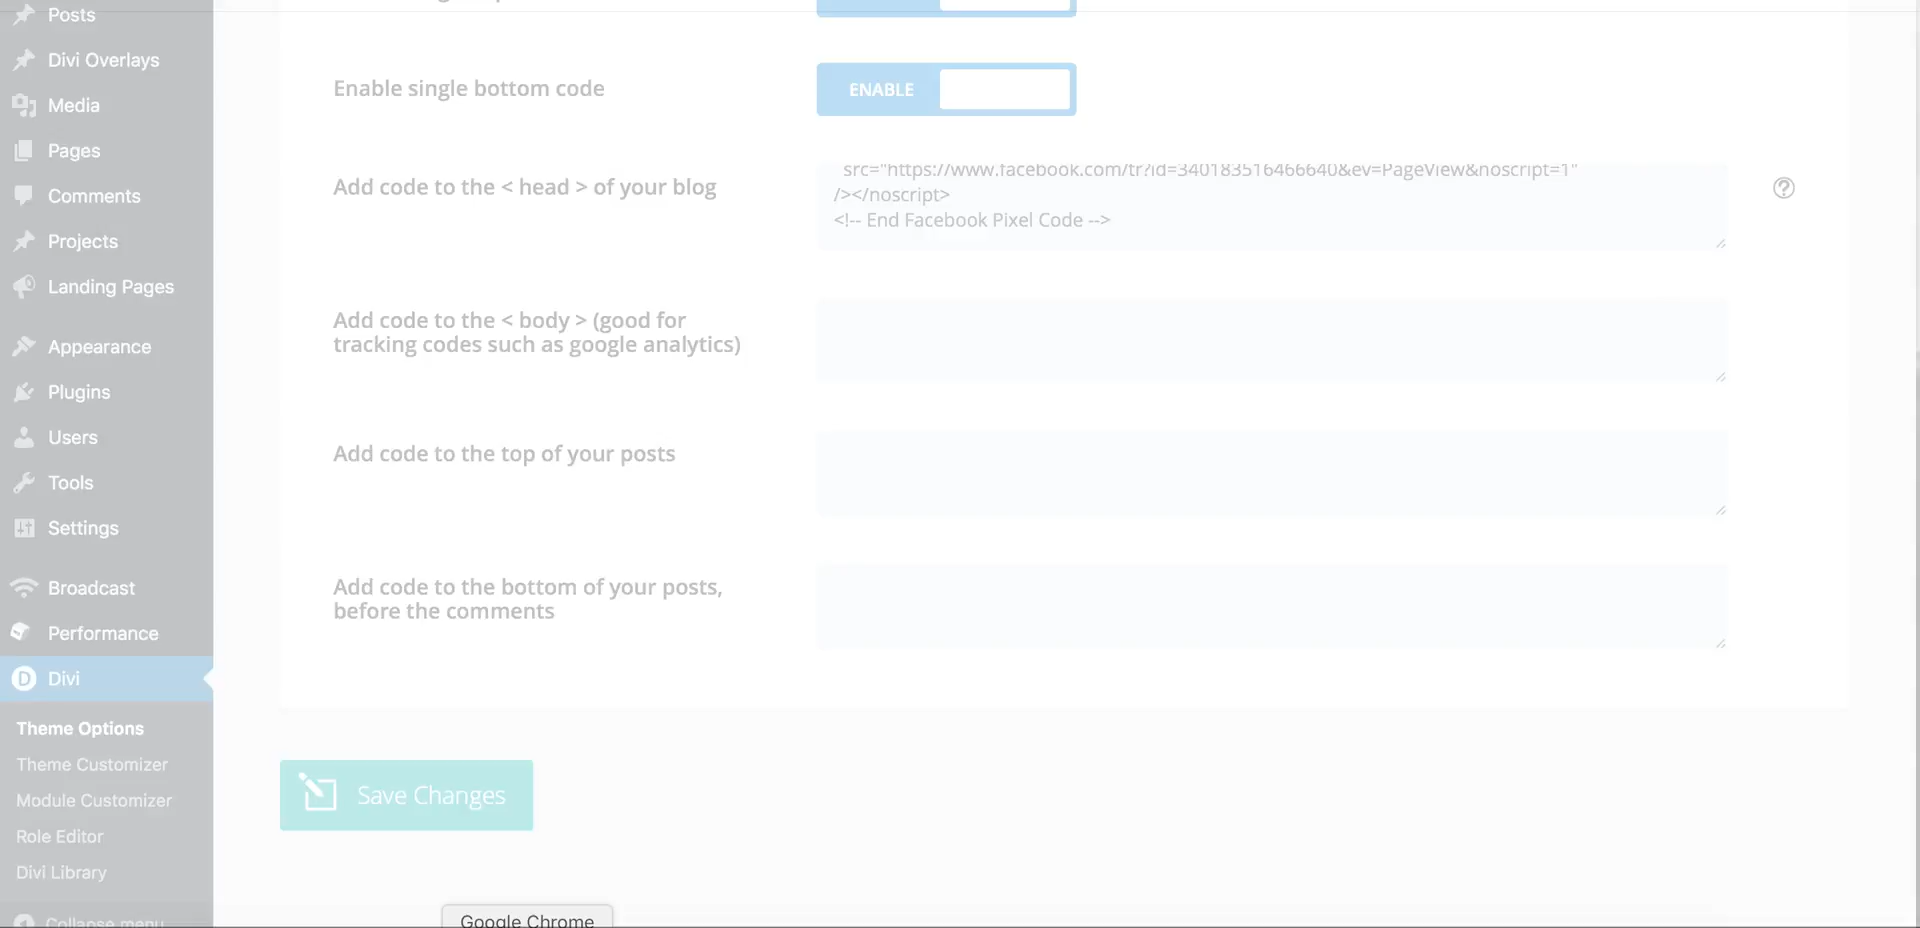 Posts
Divi Overlays
Media
Pages
Comments
Projects
Landing Pages
Appearance
Plugins
Users
Tools
Settings
Broadcast
Performance
Divi
Theme Options
Theme Customizer
Module Customizer
Role Editor
Divi Library
Collapse menu
Enable single bottom code
ENABLE
Add code to the < head > of your blog
src="https://www.facebook.com/tr?id=340183516466640&ev=PageView&noscript=1"
/></noscript>
<!-- End Facebook Pixel Code -->
Add code to the < body > (good for
tracking codes such as google analytics)
Add code to the top of your posts
Add code to the bottom of your posts,
before the comments
Save Changes
Google Chrome